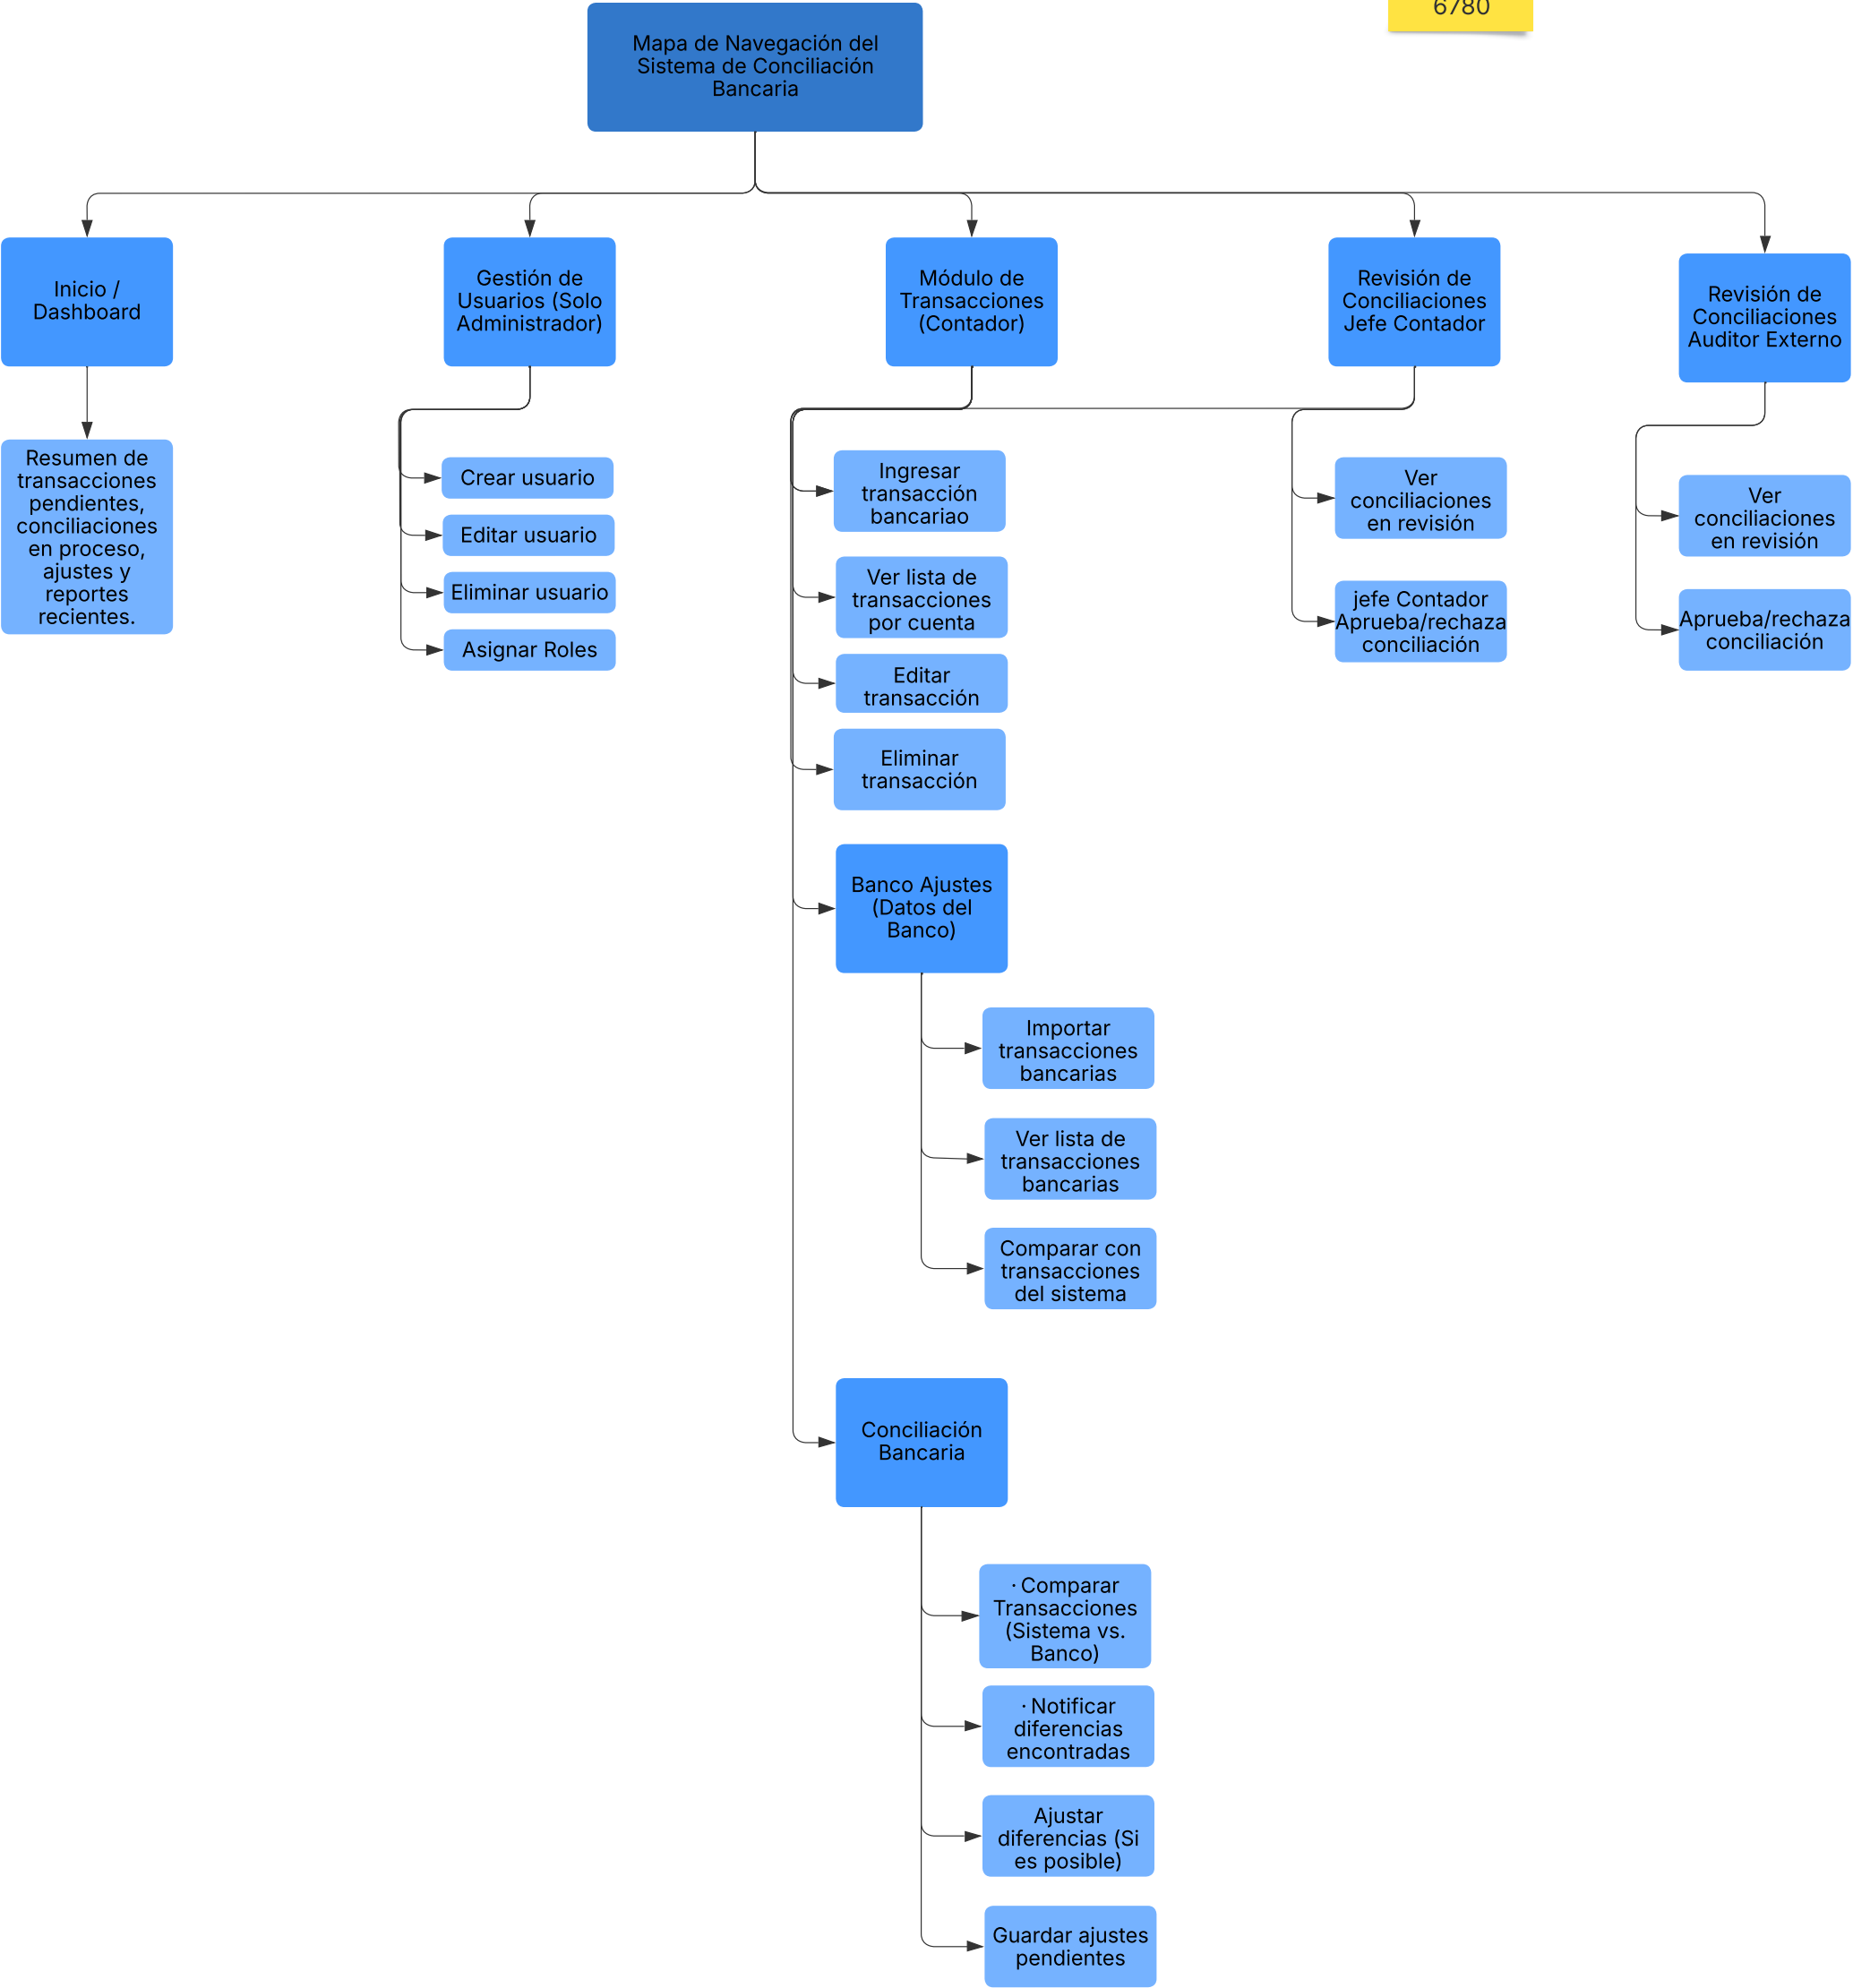 6780
Mapa de Navegación del
Sistema de Conciliación
Bancaria
Inicio /
Dashboard
Gestión de
Usuarios (Solo
Administrador)
Módulo de
Transacciones
(Contador)
Revisión de
Conciliaciones
Jefe Contador
Revisión de
Conciliaciones
Auditor Externo
Resumen de
transacciones
pendientes,
conciliaciones
en proceso,
ajustes y
reportes
recientes.
Crear usuario
Editar usuario
Eliminar usuario
Asignar Roles
Ingresar
transacción
bancariao
Ver lista de
transacciones
por cuenta
Editar
transacción
Eliminar
transacción
Ver
conciliaciones
en revisión
jefe Contador
Aprueba/rechaza
conciliación
Ver
conciliaciones
en revisión
Aprueba/rechaza
conciliación
Banco Ajustes
(Datos del
Banco)
Importar
transacciones
bancarias
Ver lista de
transacciones
bancarias
Comparar con
transacciones
del sistema
Conciliación
Bancaria
· Comparar
Transacciones
(Sistema vs.
Banco)
· Notificar
diferencias
encontradas
Ajustar
diferencias (Si
es posible)
Guardar ajustes
pendientes